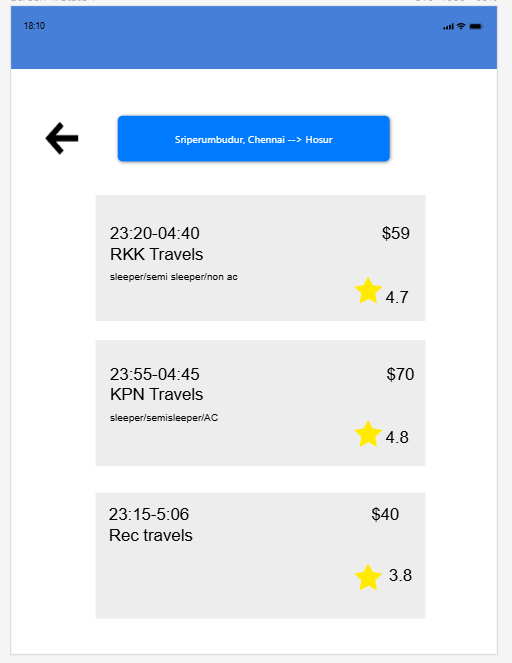 18:10
Sriperumbudur, Chennai --> Hosur
23:20-04:40
$59
RKK Travels
sleeper/semi sleeper/non ac
4.7
23:55-04:45
$70
KPN Travels
sleeper/semisleeper/AC
4.8
23:15-5:06
$40
Rec travels
3.8